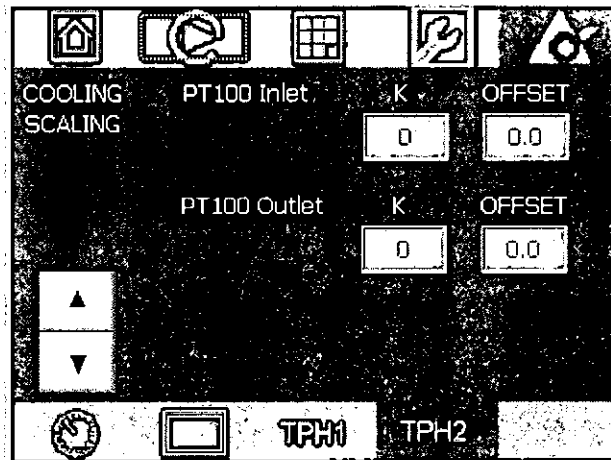 COOLING SCALING
PT100 Inlet K OFFSET
0 0.0
PT100 Outlet K OFFSET
0 0.0
▲
▼
TPH1 TPH2